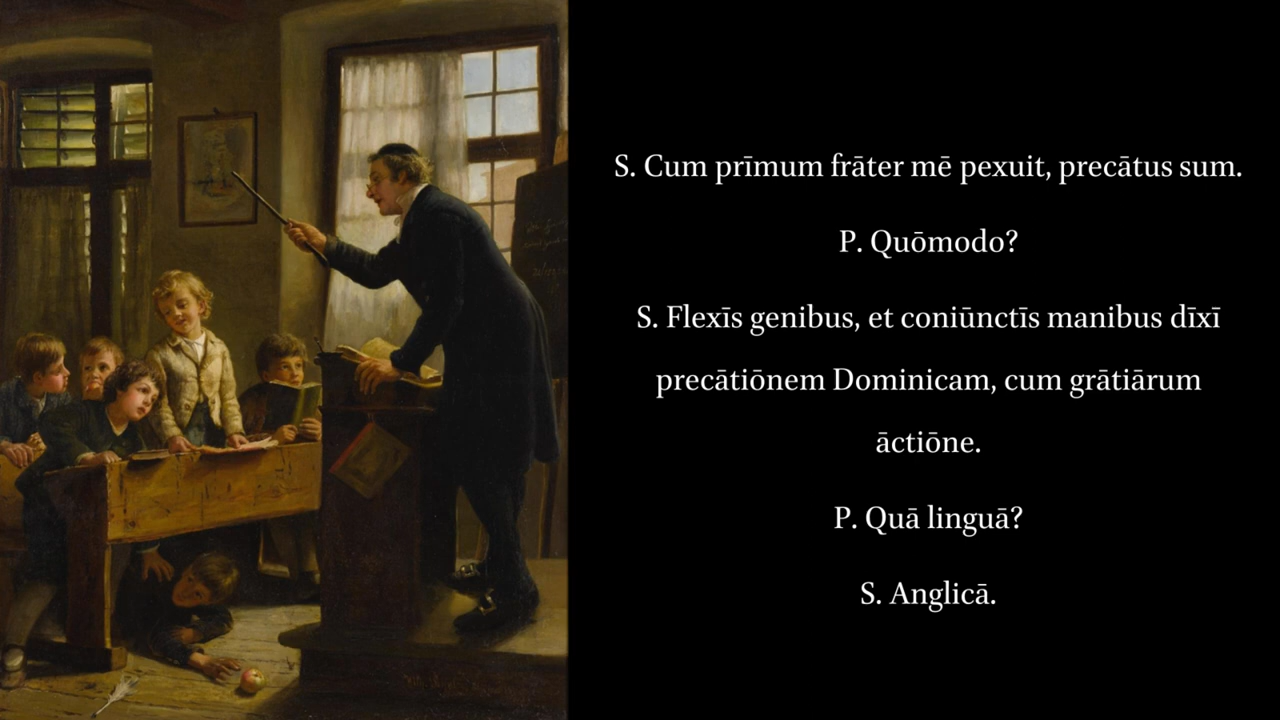 S. Cum prīmum frāter mē pexuit, precātus sum.
P. Quōmodo?
S. Flexīs genibus, et coniūnctīs manibus dīxī
precātiōnem Dominicam, cum grātiārum
āctiōne.
P. Quā linguā?
S. Anglicā.